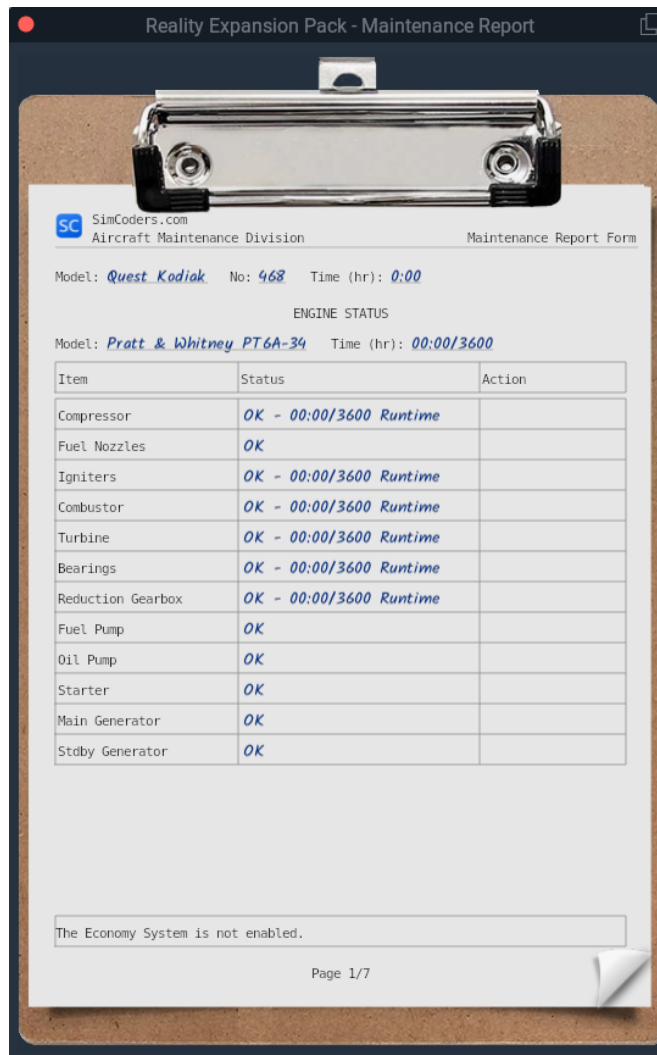 Reality Expansion Pack - Maintenance Report
SC
SimCoders.com
Aircraft Maintenance Division
Maintenance Report Form
Model: Quest Kodiak No: 468 Time (hr): 0:00
ENGINE STATUS
Model: Pratt & Whitney PT6A-34 Time (hr): 00:00/3600
Item Status Action
Compressor OK - 00:00/3600 Runtime
Fuel Nozzles OK
Igniters OK - 00:00/3600 Runtime
Combustor OK - 00:00/3600 Runtime
Turbine OK - 00:00/3600 Runtime
Bearings OK - 00:00/3600 Runtime
Reduction Gearbox OK - 00:00/3600 Runtime
Fuel Pump OK
Oil Pump OK
Starter OK
Main Generator OK
Stdby Generator OK
The Economy System is not enabled.
Page 1/7